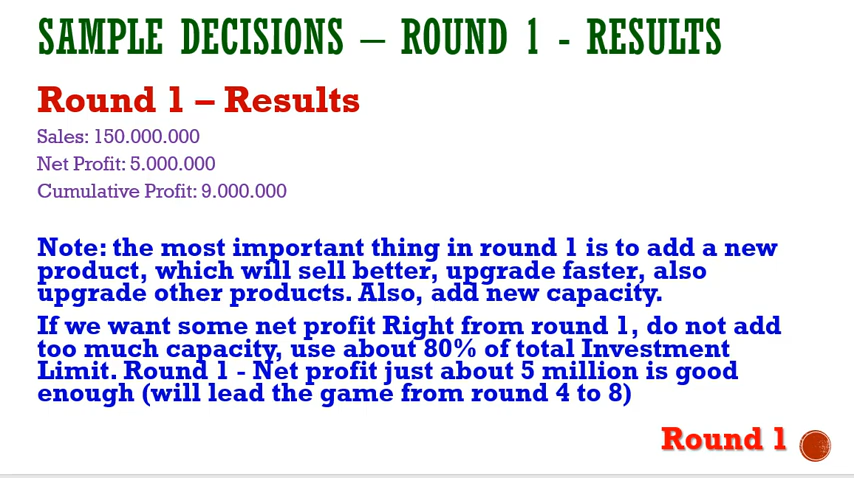 SAMPLE DECISIONS – ROUND 1 - RESULTS
Round 1 – Results
Sales: 150.000.000
Net Profit: 5.000.000
Cumulative Profit: 9.000.000
Note: the most important thing in round 1 is to add a new
product, which will sell better, upgrade faster, also
upgrade other products. Also, add new capacity.
If we want some net profit Right from round 1, do not add
too much capacity, use about 80% of total Investment
Limit. Round 1 - Net profit just about 5 million is good
enough (will lead the game from round 4 to 8)
Round 1